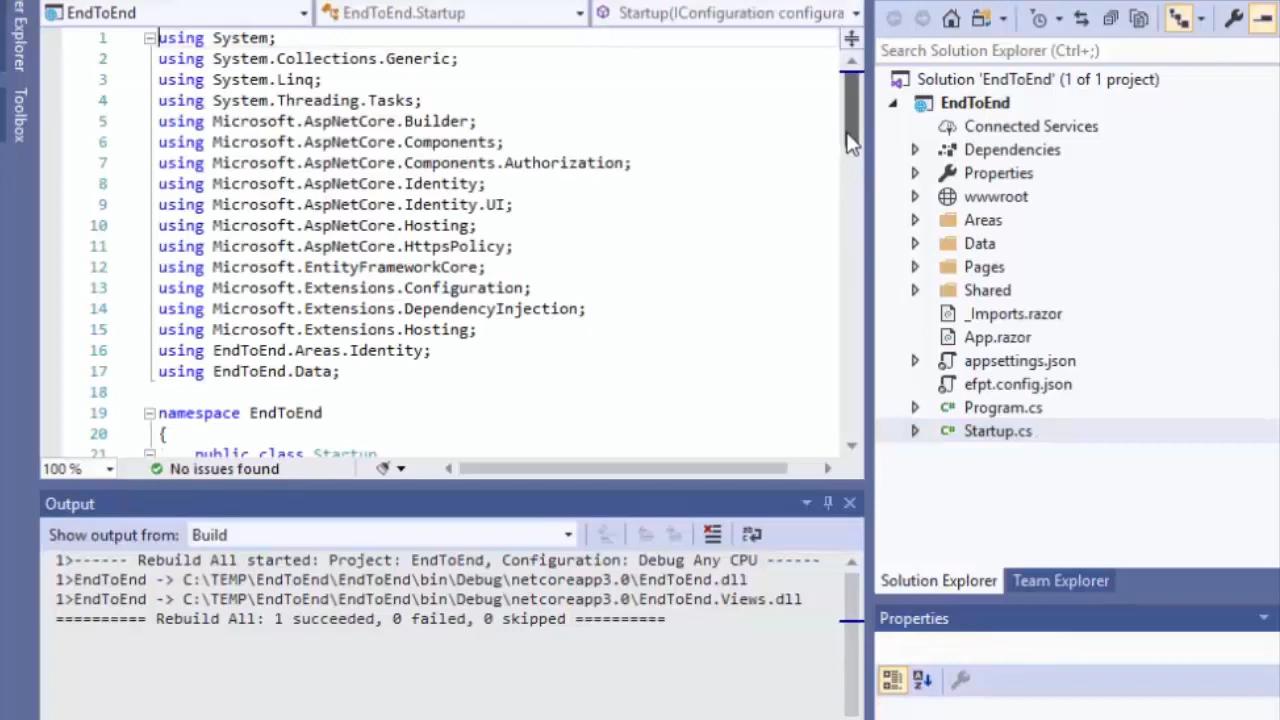 er Explorer
Toolbox
EndToEnd
EndToEnd.Startup
Startup(IConfiguration configura
1 using System;
2 using System.Collections.Generic;
3 using System.Linq;
4 using System.Threading.Tasks;
5 using Microsoft.AspNetCore.Builder;
6 using Microsoft.AspNetCore.Components;
7 using Microsoft.AspNetCore.Components.Authorization;
8 using Microsoft.AspNetCore.Identity;
9 using Microsoft.AspNetCore.Identity.UI;
10 using Microsoft.AspNetCore.Hosting;
11 using Microsoft.AspNetCore.HttpsPolicy;
12 using Microsoft.EntityFrameworkCore;
13 using Microsoft.Extensions.Configuration;
14 using Microsoft.Extensions.DependencyInjection;
15 using Microsoft.Extensions.Hosting;
16 using EndToEnd.Areas.Identity;
17 using EndToEnd.Data;
18
19 namespace EndToEnd
20 {
21 public class Startup
100 %
No issues found
Output
Show output from: Build
1>------ Rebuild All started: Project: EndToEnd, Configuration: Debug Any CPU ------
1>EndToEnd -> C:\TEMP\EndToEnd\EndToEnd\bin\Debug\netcoreapp3.0\EndToEnd.dll
1>EndToEnd -> C:\TEMP\EndToEnd\EndToEnd\bin\Debug\netcoreapp3.0\EndToEnd.Views.dll
========== Rebuild All: 1 succeeded, 0 failed, 0 skipped ==========
Search Solution Explorer (Ctrl+;)
Solution 'EndToEnd' (1 of 1 project)
EndToEnd
Connected Services
Dependencies
Properties
wwwroot
Areas
Data
Pages
Shared
_Imports.razor
App.razor
appsettings.json
efpt.config.json
C# Program.cs
C# Startup.cs
Solution Explorer
Team Explorer
Properties